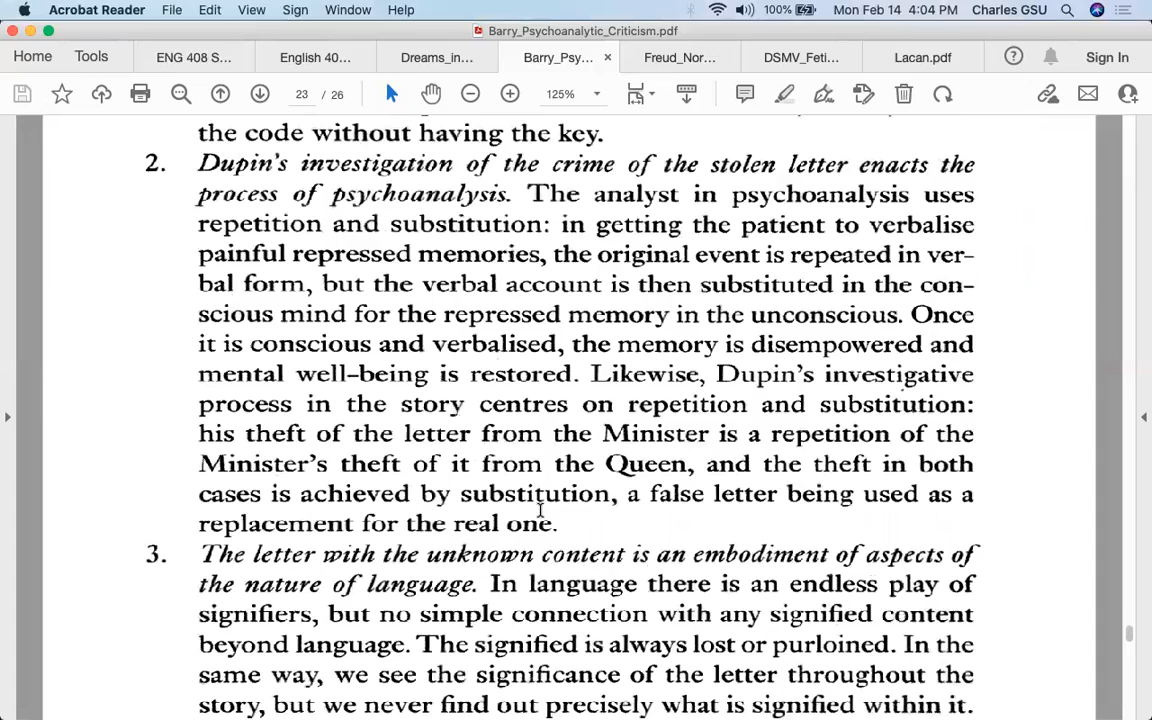 Acrobat Reader File Edit View Sign Window Help 100% Mon Feb 14 4:04 PM Charles GSU
Barry_Psychoanalytic_Criticism.pdf
Home Tools ENG 408 S... English 40... Dreams_in... Barry_Psy... × Freud_Nor... DSMV_Feti... Lacan.pdf Sign In
23 / 26 125%
the code without having the key.
2. Dupin's investigation of the crime of the stolen letter enacts the
process of psychoanalysis. The analyst in psychoanalysis uses
repetition and substitution: in getting the patient to verbalise
painful repressed memories, the original event is repeated in ver-
bal form, but the verbal account is then substituted in the con-
scious mind for the repressed memory in the unconscious. Once
it is conscious and verbalised, the memory is disempowered and
mental well-being is restored. Likewise, Dupin's investigative
process in the story centres on repetition and substitution:
his theft of the letter from the Minister is a repetition of the
Minister's theft of it from the Queen, and the theft in both
cases is achieved by substitution, a false letter being used as a
replacement for the real one.
3. The letter with the unknown content is an embodiment of aspects of
the nature of language. In language there is an endless play of
signifiers, but no simple connection with any signified content
beyond language. The signified is always lost or purloined. In the
same way, we see the significance of the letter throughout the
story, but we never find out precisely what is signified within it.